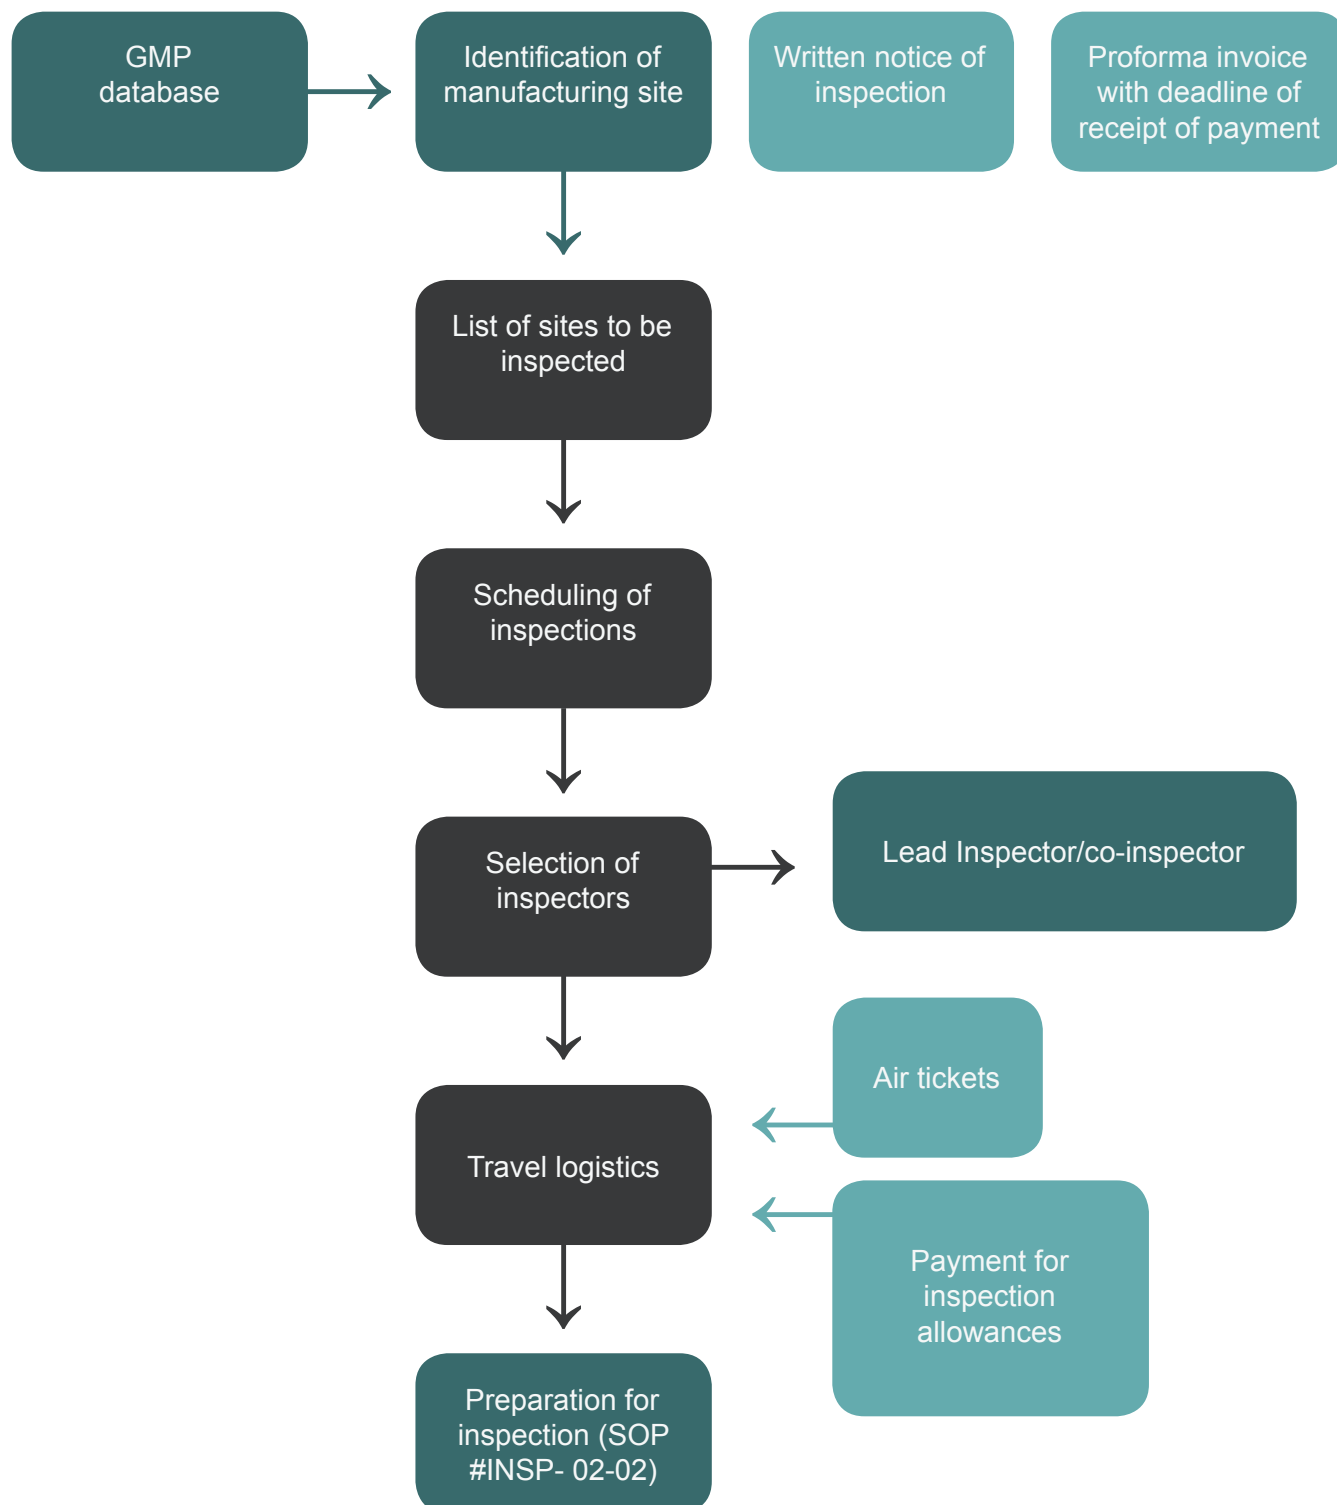 GMP
database
Identification of
manufacturing site
Written notice of
inspection
Proforma invoice
with deadline of
receipt of payment
List of sites to be
inspected
Scheduling of
inspections
Selection of
inspectors
Lead Inspector/co-inspector
Air tickets
Travel logistics
Payment for
inspection
allowances
Preparation for
inspection (SOP
#INSP- 02-02)